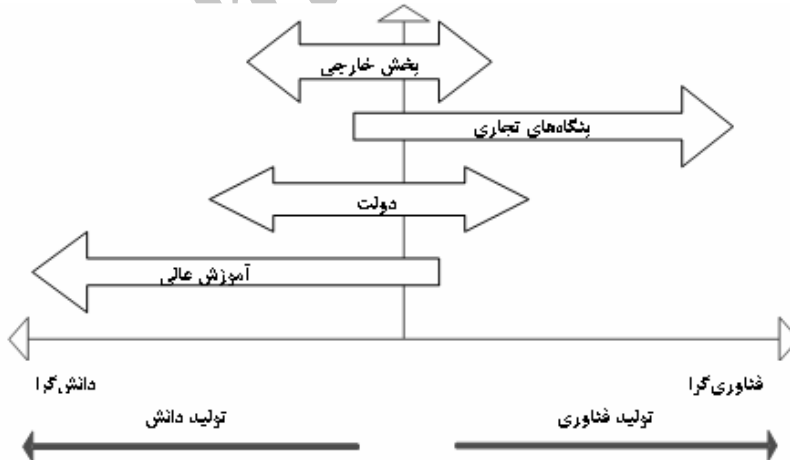 بخش خارجی
بنگاه‌های تجاری
دولت
آموزش عالی
فناوری‌گرا
دانش‌گرا
تولید فناوری
تولید دانش